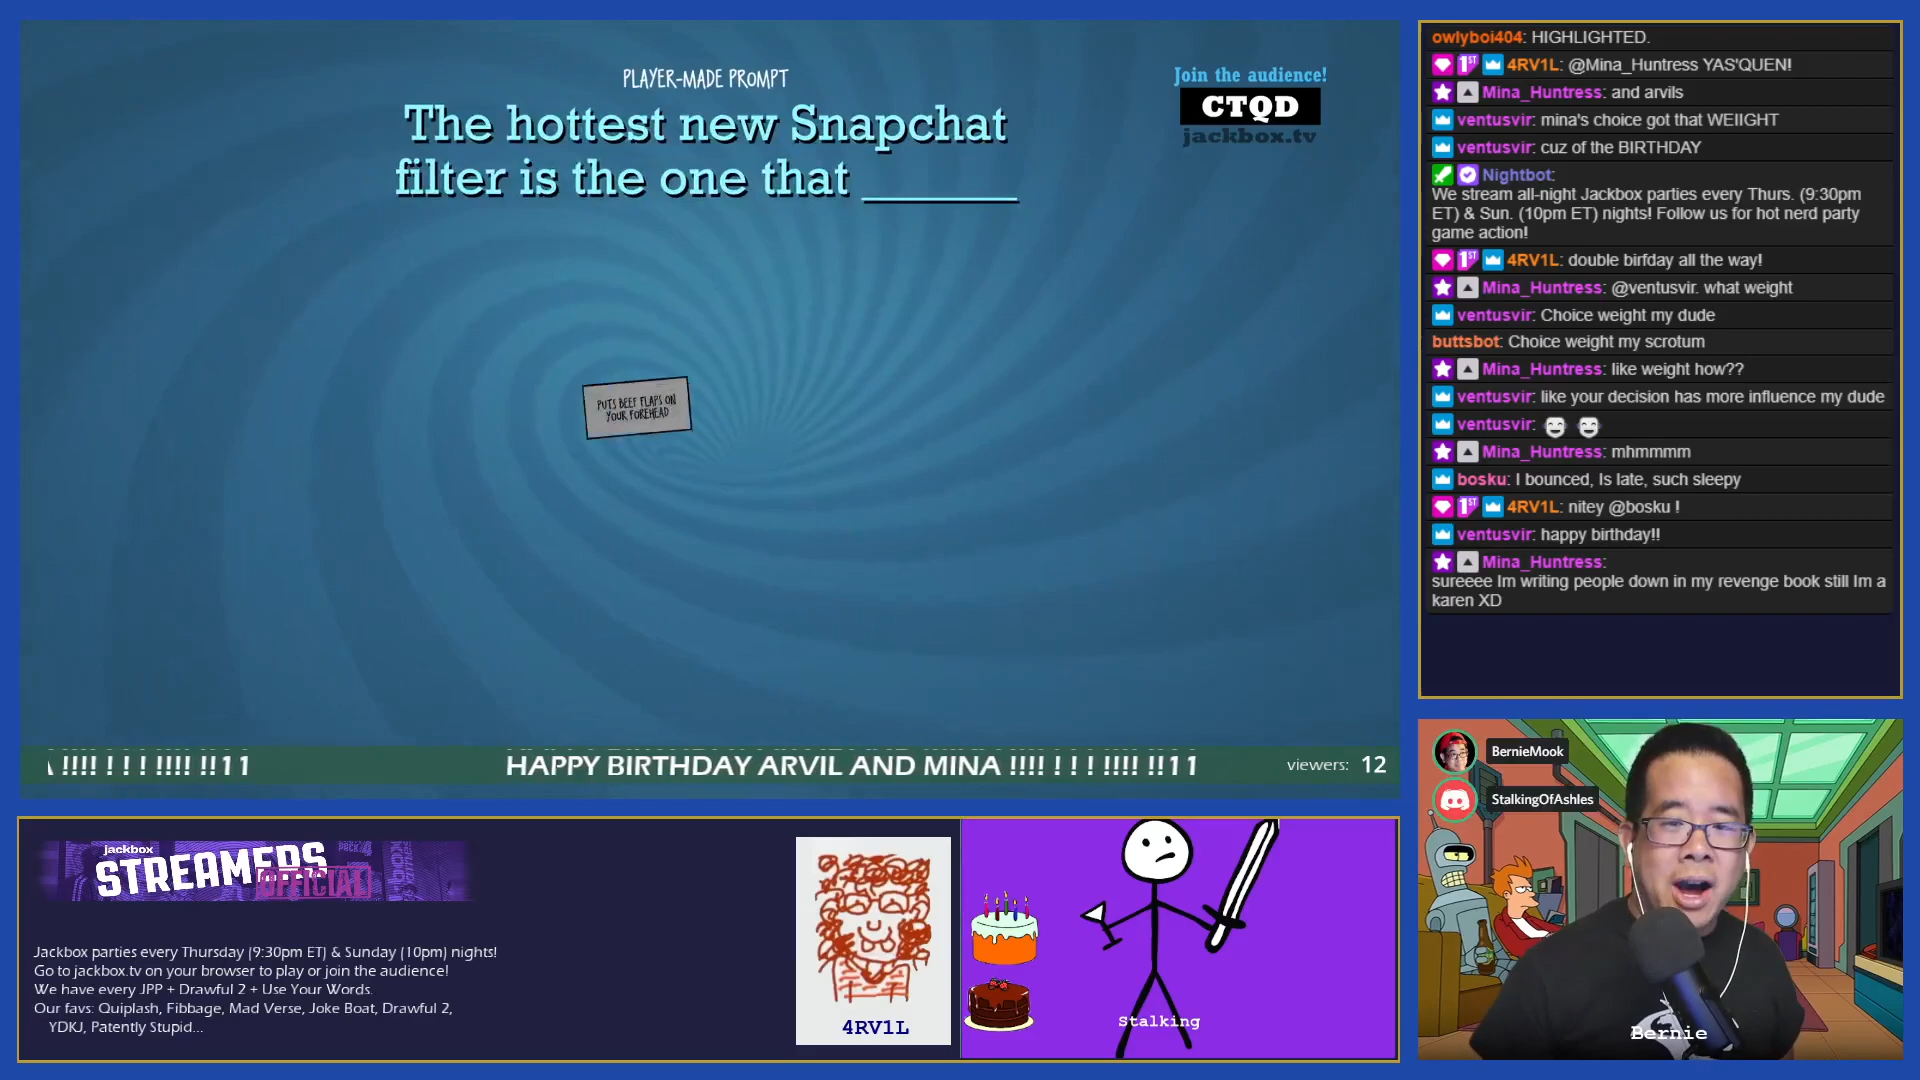 PLAYER-MADE PROMPT
The hottest new Snapchat
filter is the one that ______
Join the audience!
CTQD
jackbox.tv
PUTS BEEF FLAPS ON
YOUR FOREHEAD
!!!! ! ! ! !!!! !!11
HAPPY BIRTHDAY ARVIL AND MINA !!!! ! ! ! !!!! !!11
viewers: 12
owlyboi404: HIGHLIGHTED.
4RV1L: @Mina_Huntress YAS'QUEN!
Mina_Huntress: and arvils
ventusvir: mina's choice got that WEIIGHT
ventusvir: cuz of the BIRTHDAY
Nightbot:
We stream all-night Jackbox parties every Thurs. (9:30pm
ET) & Sun. (10pm ET) nights! Follow us for hot nerd party
game action!
4RV1L: double birfday all the way!
Mina_Huntress: @ventusvir. what weight
ventusvir: Choice weight my dude
buttsbot: Choice weight my scrotum
Mina_Huntress: like weight how??
ventusvir: like your decision has more influence my dude
ventusvir:
Mina_Huntress: mhmmmm
bosku: I bounced, Is late, such sleepy
4RV1L: nitey @bosku !
ventusvir: happy birthday!!
Mina_Huntress:
sureeee Im writing people down in my revenge book still Im a
karen XD
jackbox
STREAMERS
OFFICIAL
Jackbox parties every Thursday (9:30pm ET) & Sunday (10pm) nights!
Go to jackbox.tv on your browser to play or join the audience!
We have every JPP + Drawful 2 + Use Your Words.
Our favs: Quiplash, Fibbage, Mad Verse, Joke Boat, Drawful 2,
YDKJ, Patently Stupid...
4RV1L
Stalking
BernieMook
StalkingOfAshles
Bernie